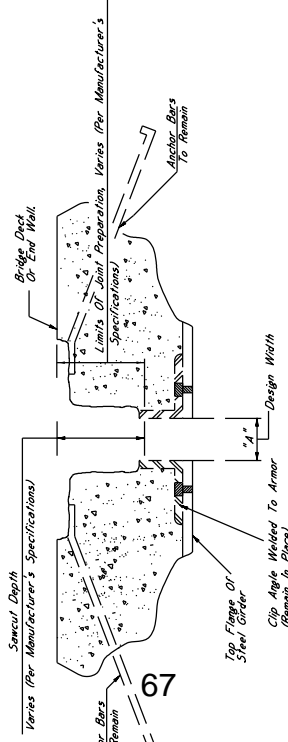 Sawcut Depth
Varies (Per Manufacturer's Specifications)
Bridge Deck
Or End Wall.
Limits Of Joint Preparation, Varies (Per Manufacturer's
Specifications)
Anchor Bars
To Remain
Bars
Remain
67
Top Flange Of
Steel Girder
Clip Angle Welded To Armor
(Remain In Place)
"A"
Design Width